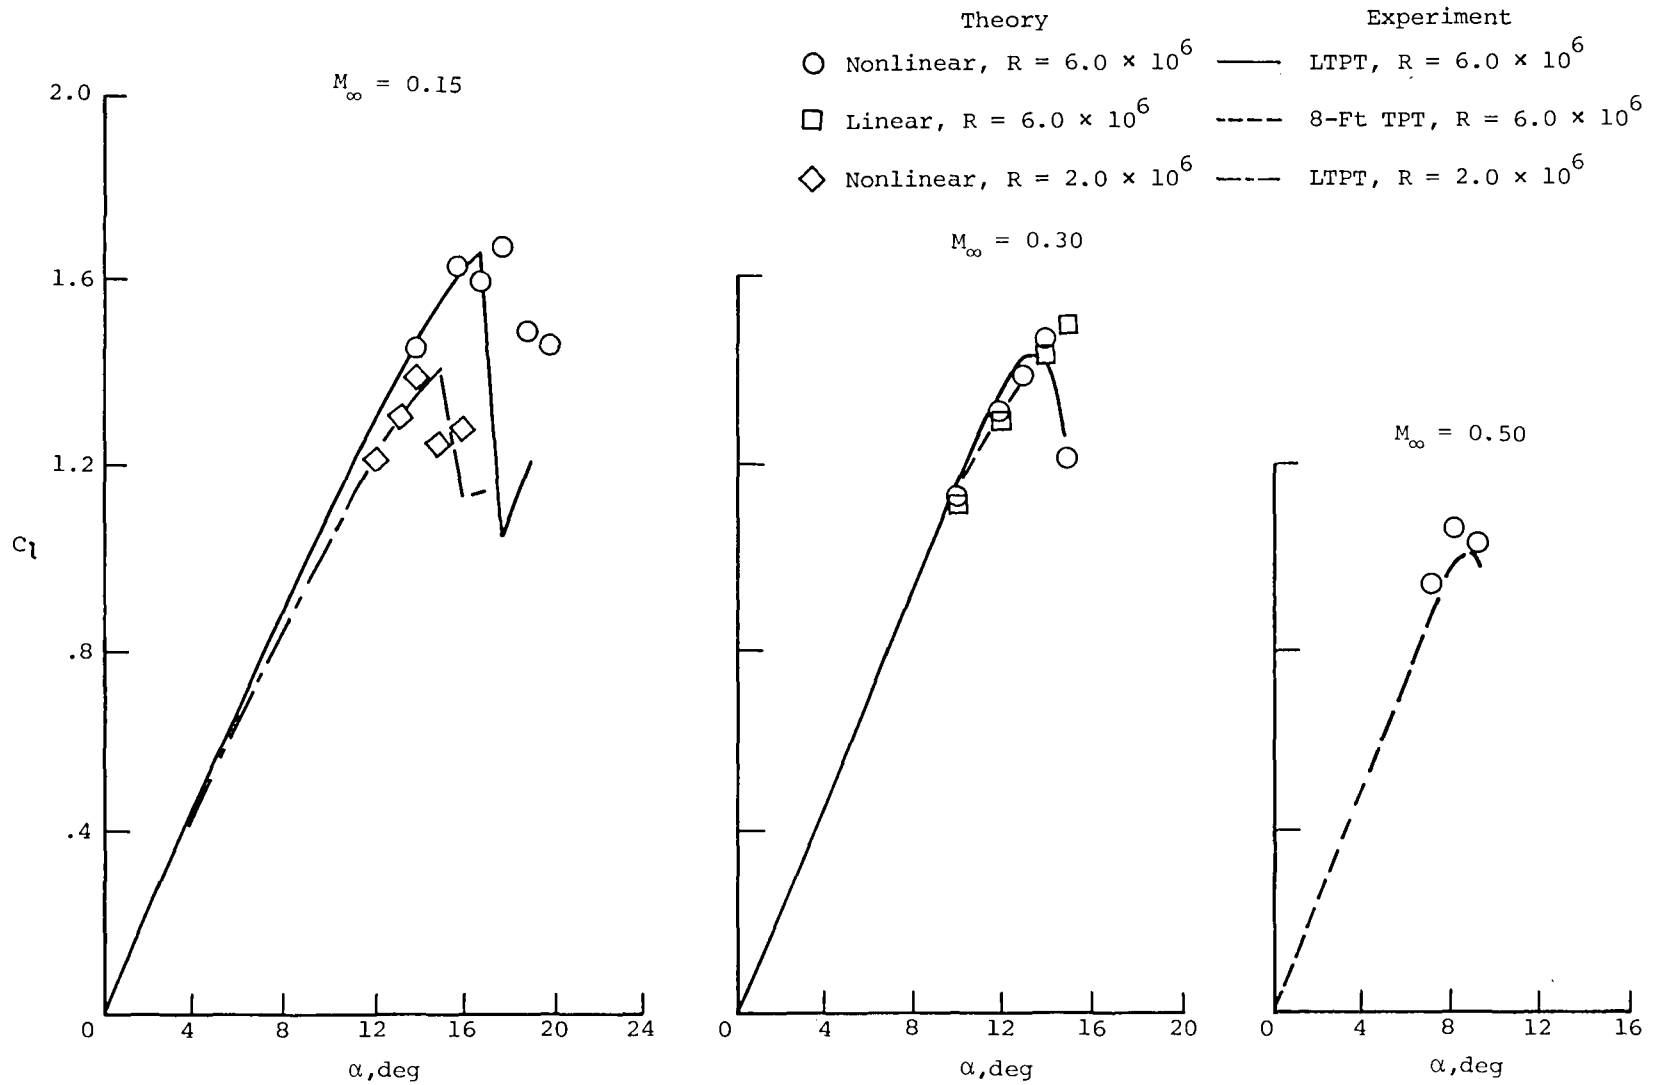 Theory Experiment
Nonlinear, R = 6.0 × 10^6 LTPT, R = 6.0 × 10^6
Linear, R = 6.0 × 10^6 8-Ft TPT, R = 6.0 × 10^6
Nonlinear, R = 2.0 × 10^6 LTPT, R = 2.0 × 10^6
M∞ = 0.15
2.0
1.6
1.2
.8
.4
cl
0 4 8 12 16 20 24
α,deg
M∞ = 0.30
0 4 8 12 16 20
α,deg
M∞ = 0.50
0 4 8 12 16
α,deg